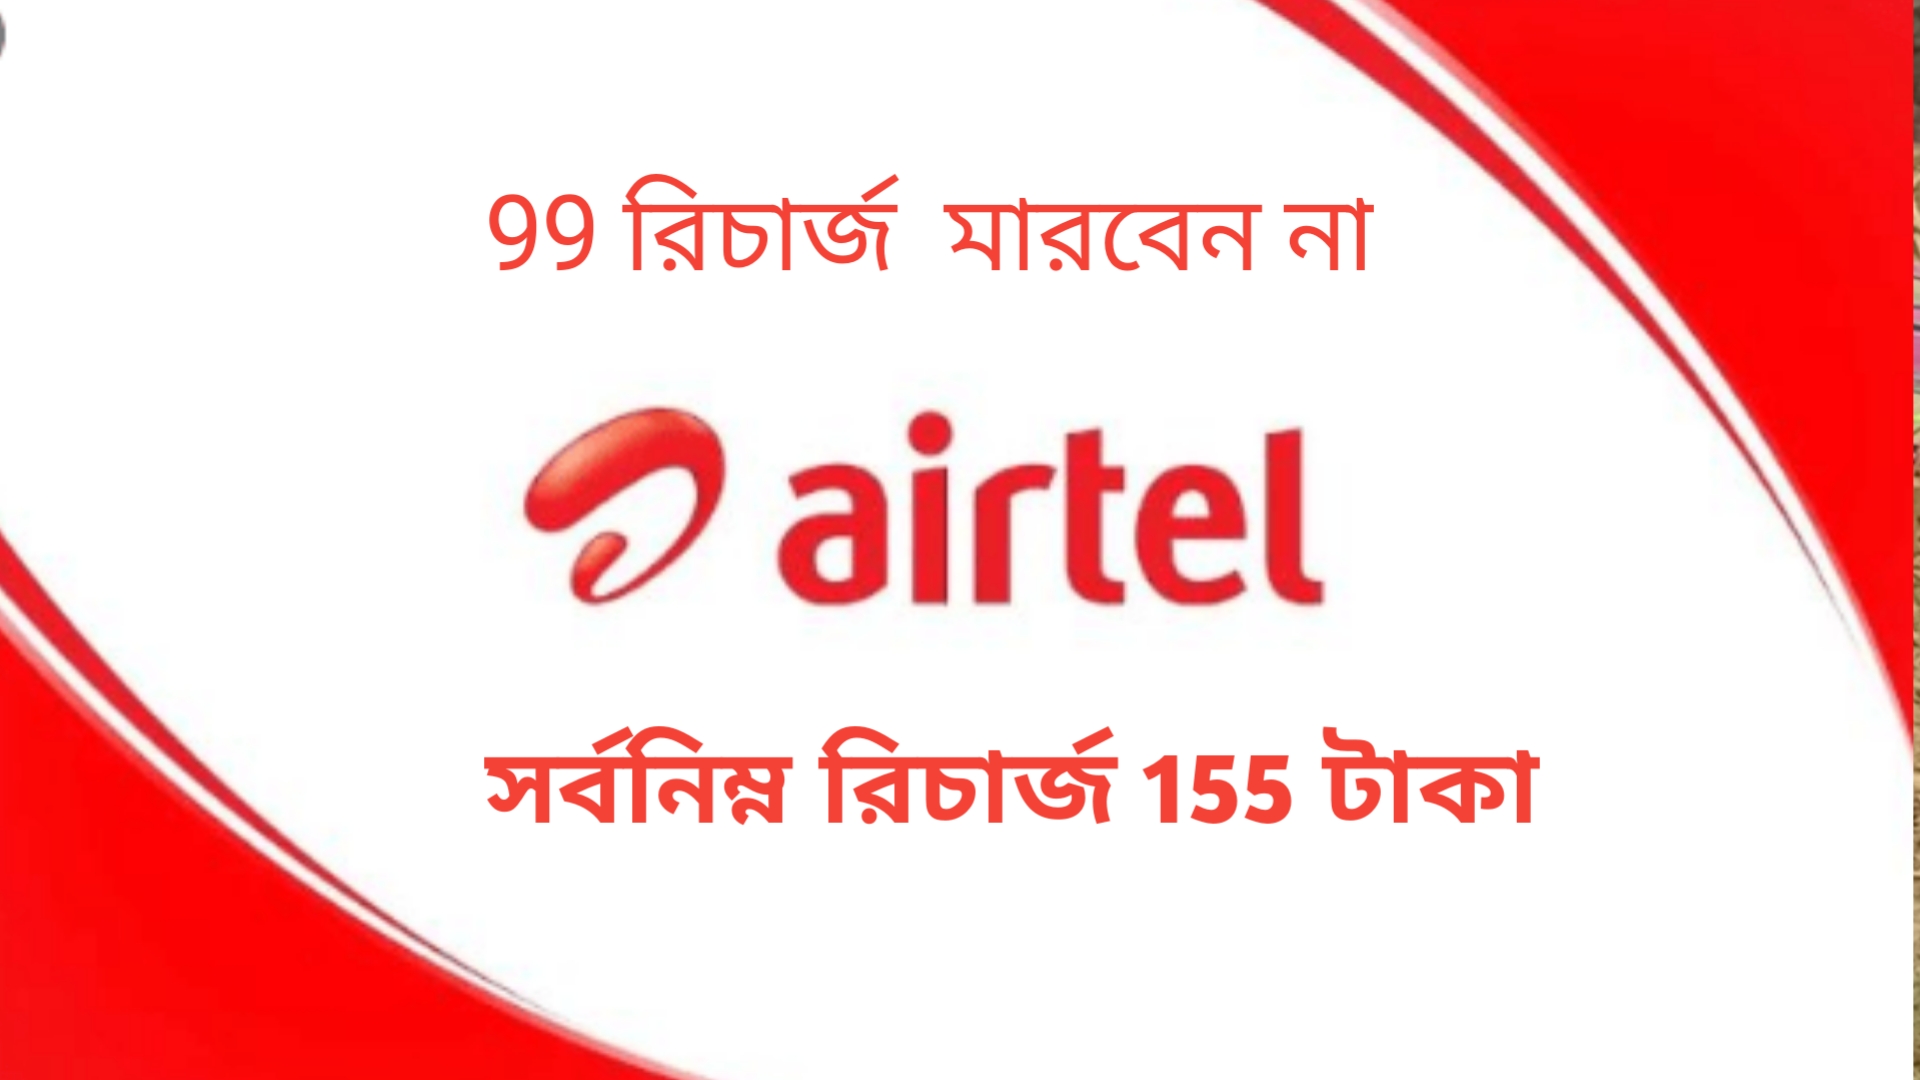 99 রিচার্জ মারবেন না
airtel
সর্বনিম্ন রিচার্জ 155 টাকা